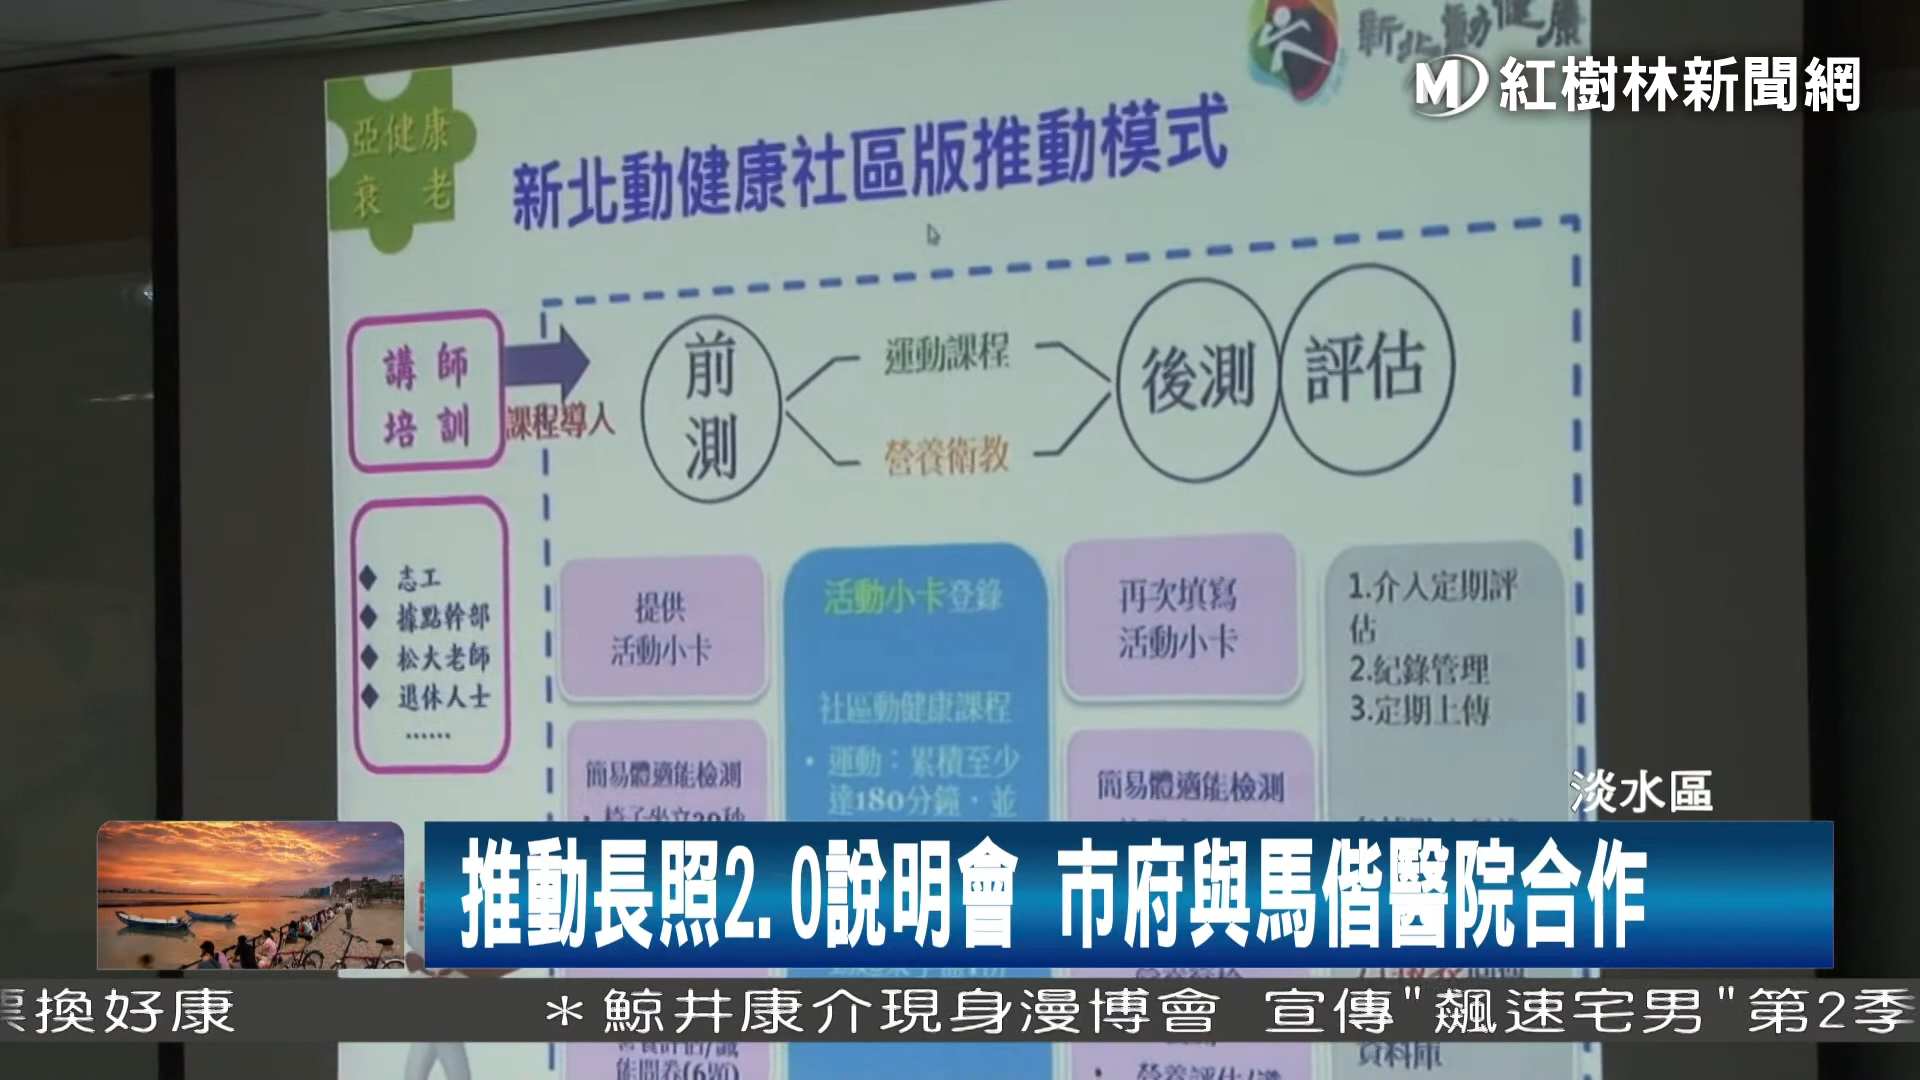 新北動健康
紅樹林新聞網
亞健康
衰 老
新北動健康社區版推動模式
講 師
培 訓
課程導入
前
測
運動課程
營養衛教
後測
評估
志工
據點幹部
松大老師
退休人士
……
提供
活動小卡
活動小卡登錄
再次填寫
活動小卡
1.介入定期評
估
2.紀錄管理
3.定期上傳
社區動健康課程
• 運動：累積至少
達180分鐘，並
簡易體適能檢測
簡易體適能檢測
淡水區
推動長照2.0說明會 市府與馬偕醫院合作
票換好康 ＊鯨井康介現身漫博會 宣傳"飆速宅男"第2季
能問卷(6題)
資料庫